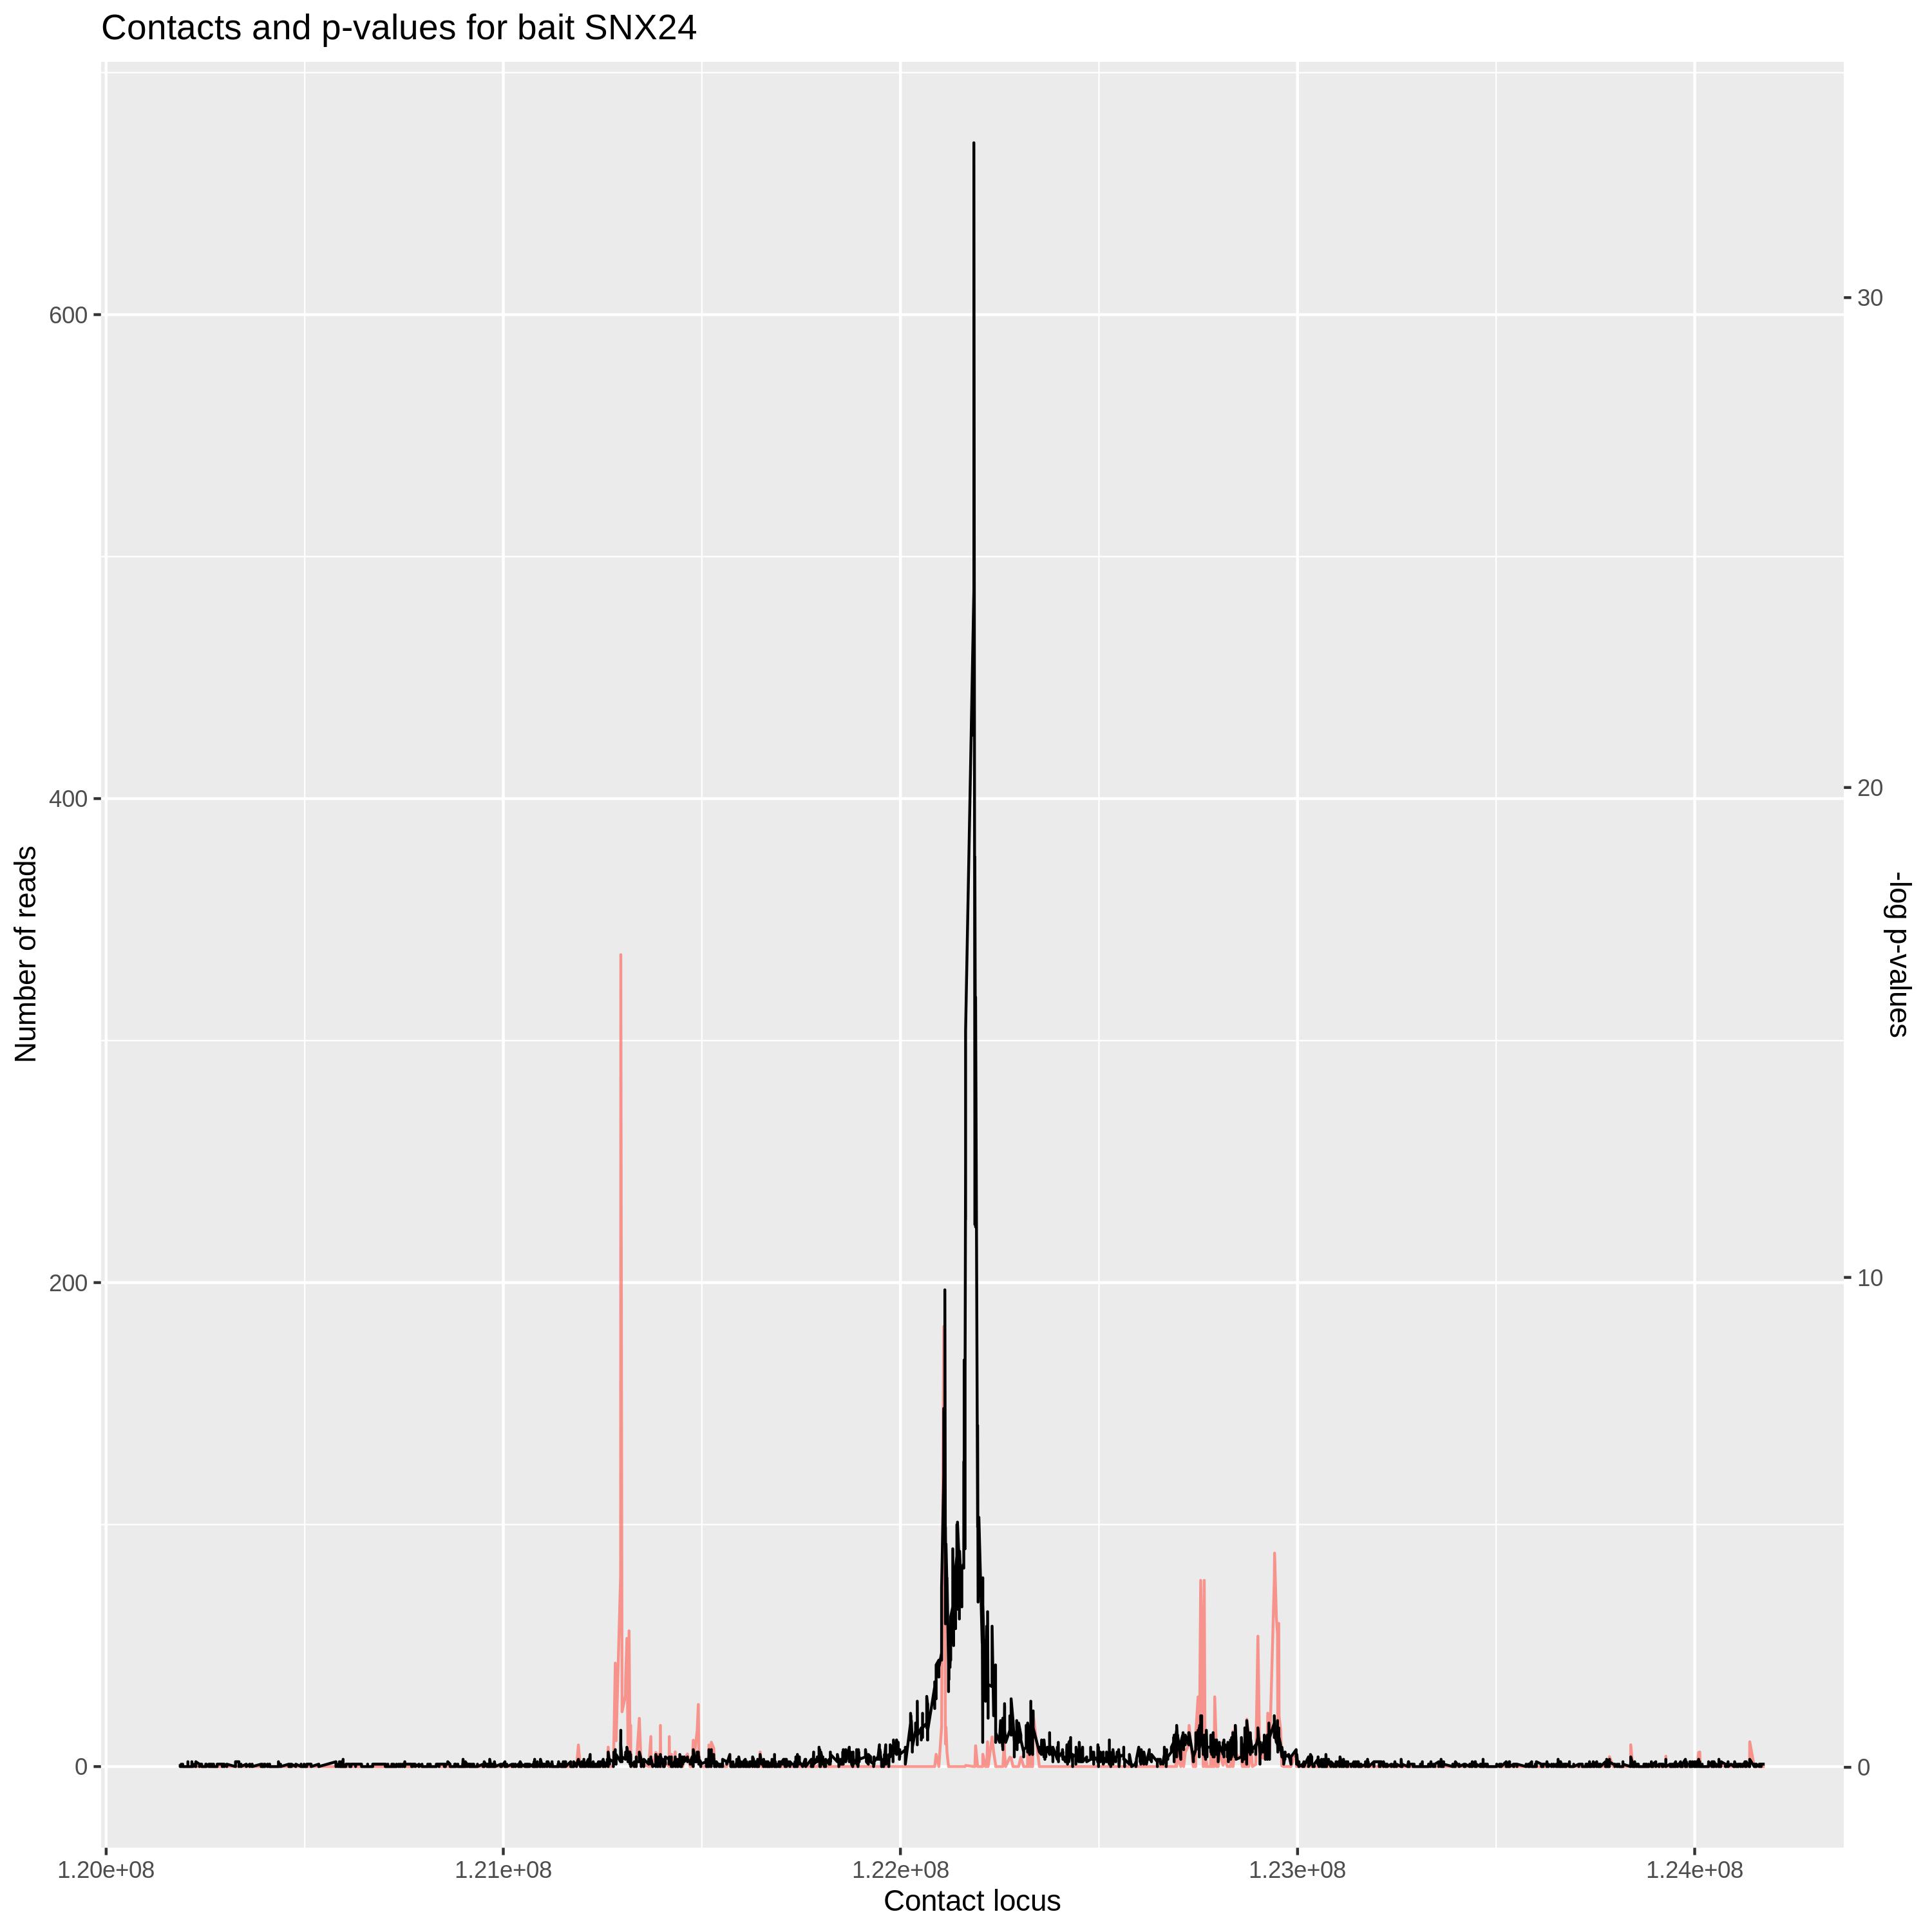 Contacts and p-values for bait SNX24
600
400
200
0
Number of reads
30
20
10
0
-log p-values
1.20e+08
1.21e+08
1.22e+08
1.23e+08
1.24e+08
Contact locus